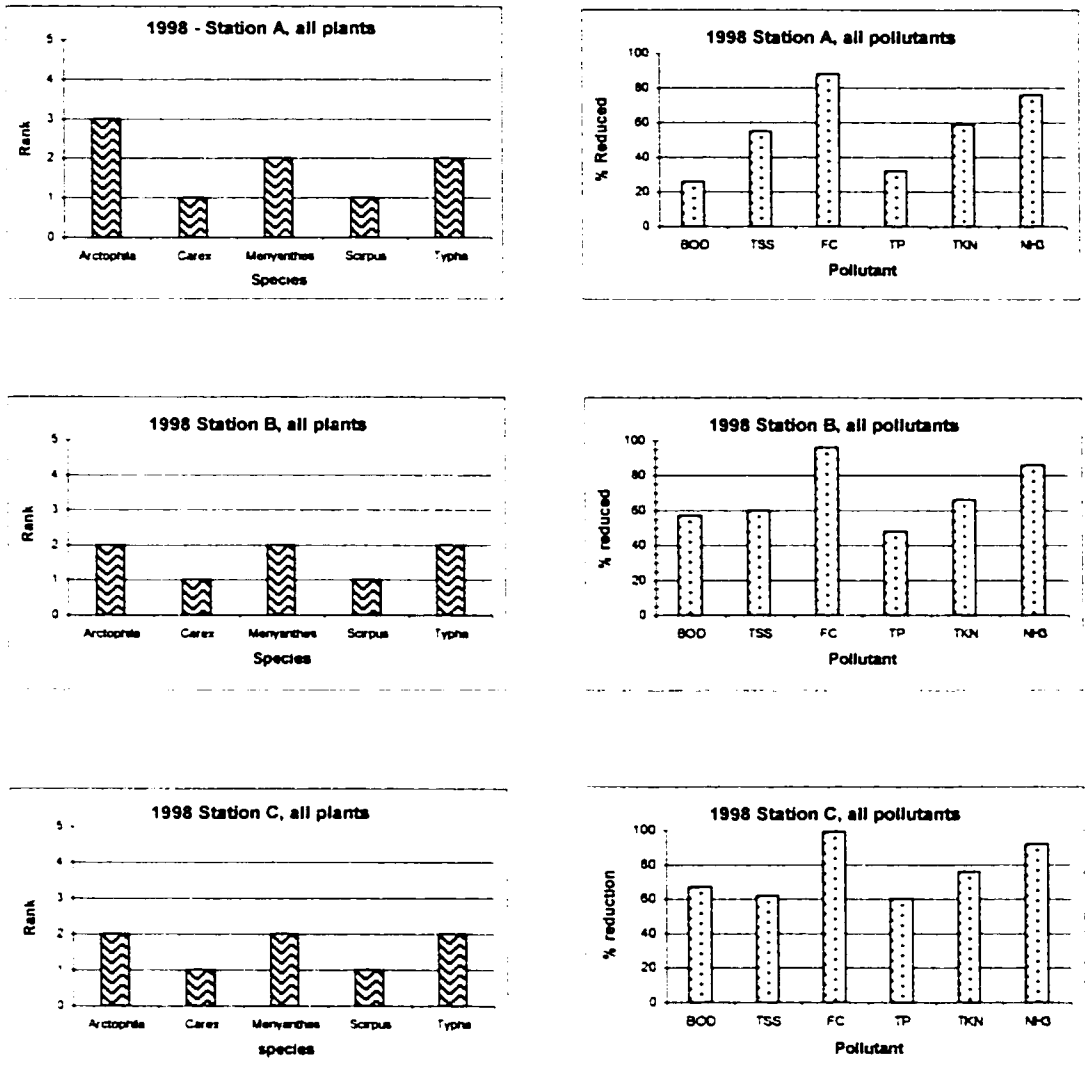 1998 - Station A, all plants
5
4
3
2
1
0
Rank
Arctophila Carex Menyanthes Scirpus Typha
Species
1998 Station A, all pollutants
100
80
60
40
20
0
% Reduced
BOD TSS FC TP TKN NH3
Pollutant
1998 Station B, all plants
5
4
3
2
1
0
Rank
Arctophila Carex Menyanthes Scirpus Typha
Species
1998 Station B, all pollutants
100
80
60
40
20
0
% reduced
BOD TSS FC TP TKN NH3
Pollutant
1998 Station C, all plants
5
4
3
2
1
0
Rank
Arctophila Carex Menyanthes Scirpus Typha
species
1998 Station C, all pollutants
100
80
60
40
20
0
% reduction
BOD TSS FC TP TKN NH3
Pollutant